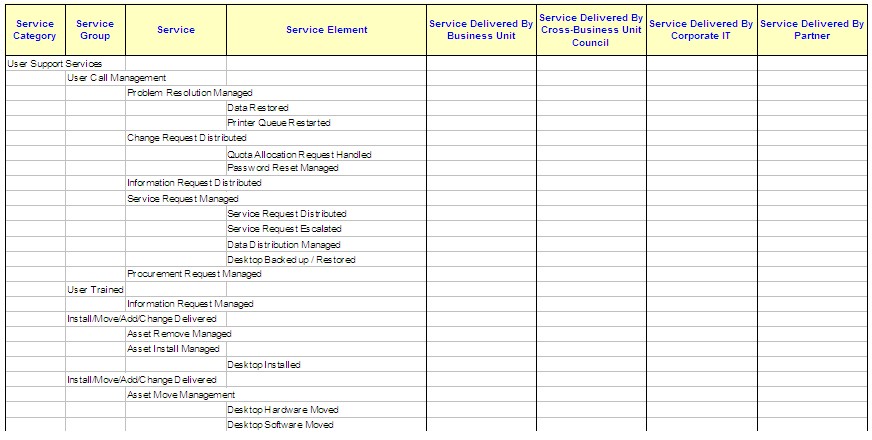 Service Category
Service Group
Service
Service Element
Service Delivered By Business Unit
Service Delivered By Cross-Business Unit Council
Service Delivered By Corporate IT
Service Delivered By Partner
User Support Services
User Call Management
Problem Resolution Managed
Data Restored
Printer Queue Restarted
Change Request Distributed
Quota Allocation Request Handled
Password Reset Managed
Information Request Distributed
Service Request Managed
Service Request Distributed
Service Request Escalated
Data Distribution Managed
Desktop Backed up / Restored
Procurement Request Managed
User Trained
Information Request Managed
Install/Move/Add/Change Delivered
Asset Remove Managed
Asset Install Managed
Desktop Installed
Install/Move/Add/Change Delivered
Asset Move Management
Desktop Hardware Moved
Desktop Software Moved